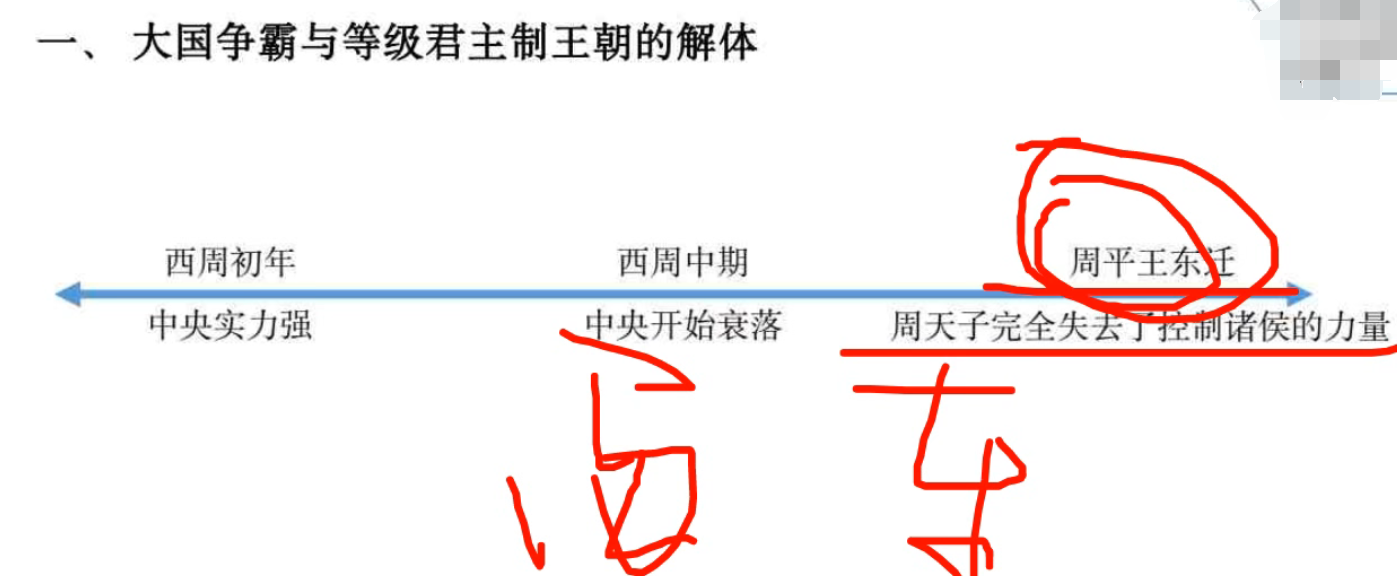 一、 大国争霸与等级君主制王朝的解体
西周初年 西周中期 周平王东迁
中央实力强 中央开始衰落 周天子完全失去了控制诸侯的力量